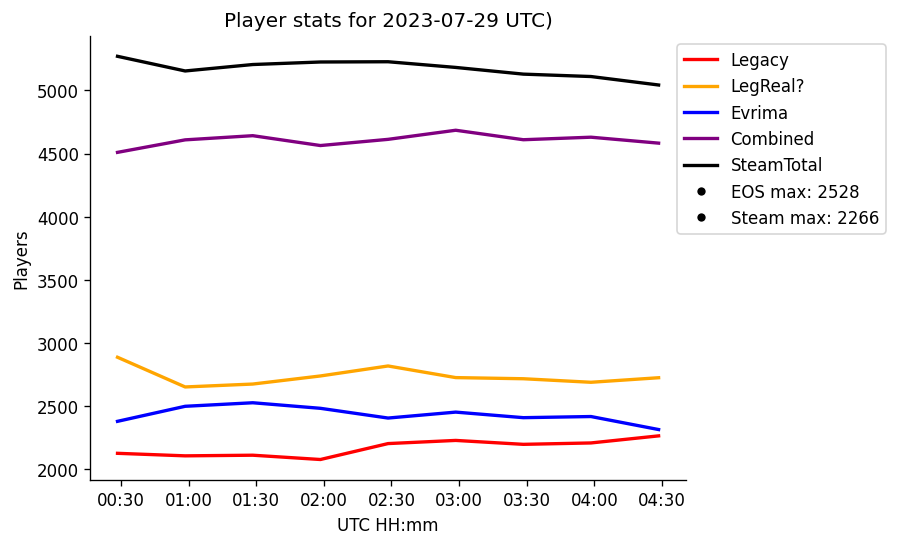 Player stats for 2023-07-29 UTC)
Legacy
LegReal?
Evrima
Combined
SteamTotal
EOS max: 2528
Steam max: 2266
Players
5000
4500
4000
3500
3000
2500
2000
00:30 01:00 01:30 02:00 02:30 03:00 03:30 04:00 04:30
UTC HH:mm